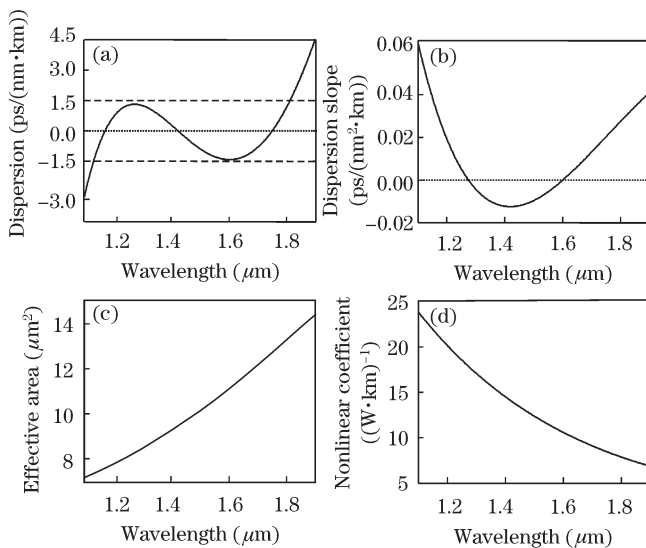 (a)
Dispersion (ps/(nm·km))
4.5
4.0
1.5
0.0
−1.5
−3.0
1.2 1.4 1.6 1.8
Wavelength (μm)
(b)
Dispersion slope
(ps/(nm²·km))
0.06
0.04
0.02
0.00
−0.02
1.2 1.4 1.6 1.8
Wavelength (μm)
(c)
Effective area (μm²)
14
12
10
8
1.2 1.4 1.6 1.8
Wavelength (μm)
(d)
Nonlinear coefficient
((W·km)⁻¹)
25
20
15
10
5
1.2 1.4 1.6 1.8
Wavelength (μm)